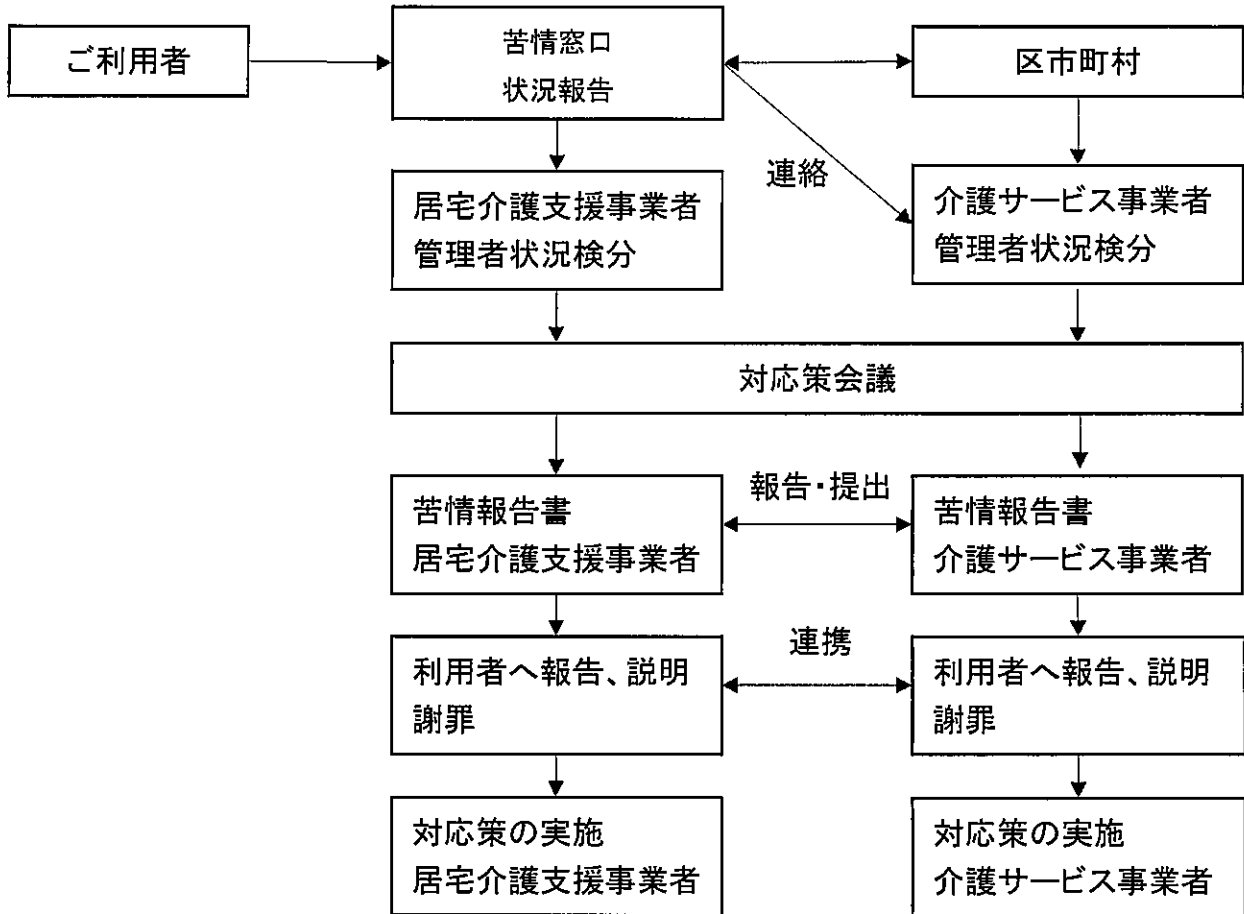 ご利用者
苦情窓口
状況報告
区市町村
連絡
居宅介護支援事業者
管理者状況検分
介護サービス事業者
管理者状況検分
対応策会議
報告・提出
苦情報告書
居宅介護支援事業者
苦情報告書
介護サービス事業者
連携
利用者へ報告、説明
謝罪
利用者へ報告、説明
謝罪
対応策の実施
居宅介護支援事業者
対応策の実施
介護サービス事業者